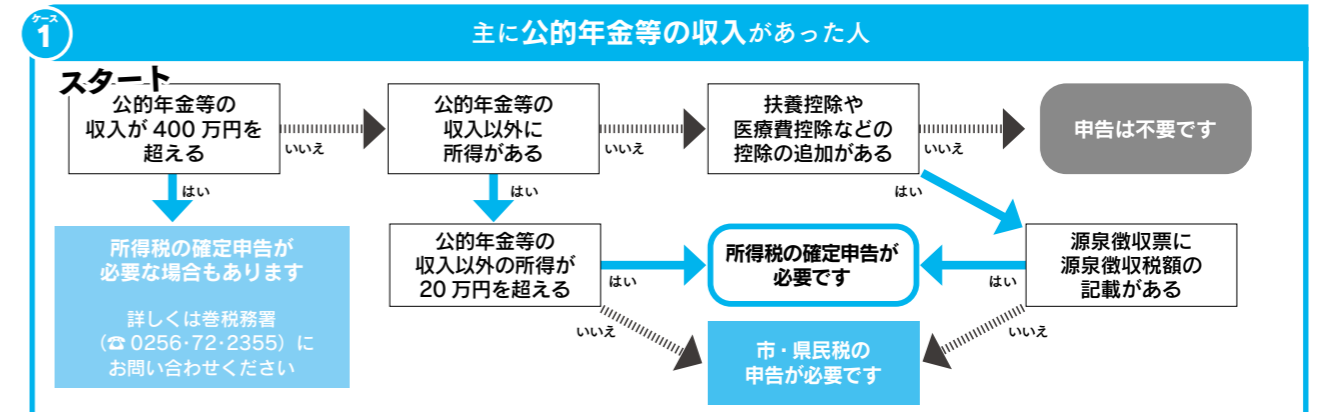 ケース
1
主に公的年金等の収入があった人
スタート
公的年金等の
収入が400万円を
超える
いいえ
はい
公的年金等の
収入以外に
所得がある
いいえ
はい
扶養控除や
医療費控除などの
控除の追加がある
いいえ
はい
申告は不要です
所得税の確定申告が
必要な場合もあります
詳しくは巻税務署
(☎0256･72･2355)に
お問い合わせください
公的年金等の
収入以外の所得が
20万円を超える
はい
いいえ
所得税の確定申告が
必要です
源泉徴収票に
源泉徴収税額の
記載がある
はい
いいえ
市・県民税の
申告が必要です